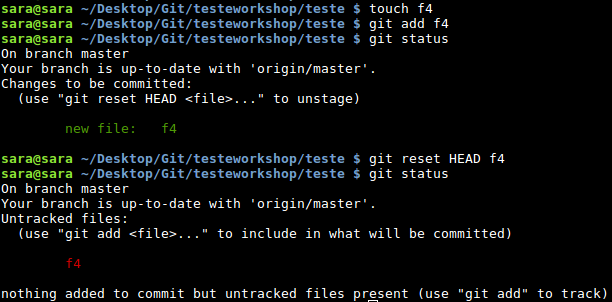 sara@sara ~/Desktop/Git/testeworkshop/teste $ touch f4
sara@sara ~/Desktop/Git/testeworkshop/teste $ git add f4
sara@sara ~/Desktop/Git/testeworkshop/teste $ git status
On branch master
Your branch is up-to-date with 'origin/master'.
Changes to be committed:
  (use "git reset HEAD <file>..." to unstage)

        new file:   f4

sara@sara ~/Desktop/Git/testeworkshop/teste $ git reset HEAD f4
sara@sara ~/Desktop/Git/testeworkshop/teste $ git status
On branch master
Your branch is up-to-date with 'origin/master'.
Untracked files:
  (use "git add <file>..." to include in what will be committed)

        f4

nothing added to commit but untracked files present (use "git add" to track)